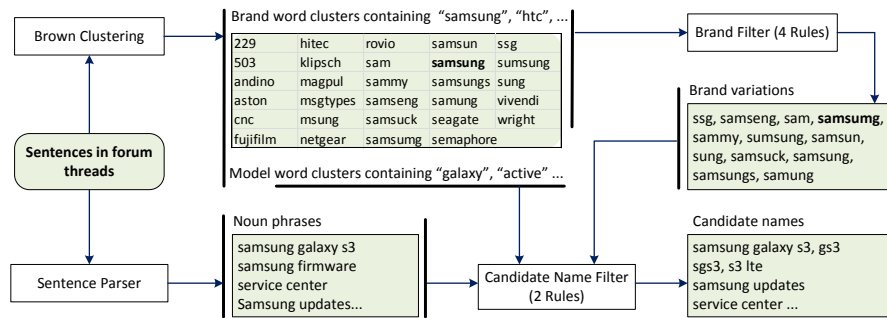 Brown Clustering
Brand word clusters containing “samsung”, “htc”, ...
229 hitec rovio samsun ssg
503 klipsch sam samsung sumsung
andino magpul sammy samsungs sung
aston msgtypes samseng samung vivendi
cnc msung samsuck seagate wright
fujifilm netgear samsumg semaphore
Brand Filter (4 Rules)
Brand variations
ssg, samseng, sam, samsumg,
sammy, sumsung, samsun,
sung, samsuck, samsung,
samsungs, samung
Sentences in forum
threads
Model word clusters containing “galaxy”, “active” ...
Sentence Parser
Noun phrases
samsung galaxy s3
samsung firmware
service center
Samsung updates...
Candidate Name Filter
(2 Rules)
Candidate names
samsung galaxy s3, gs3
sgs3, s3 lte
samsung updates
service center ...